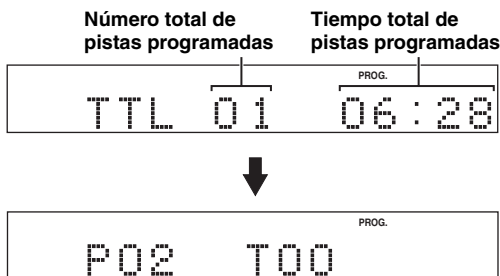 Número total de pistas programadas
Tiempo total de pistas programadas
PROG.
TTL 01 06:28
PROG.
P02 T00